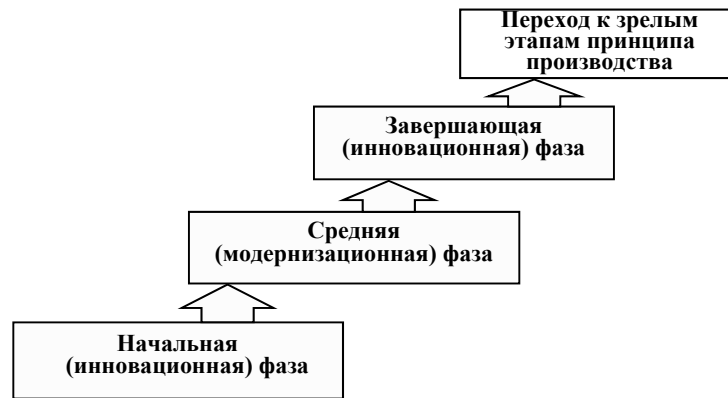 Переход к зрелым
этапам принципа
производства
Завершающая
(инновационная) фаза
Средняя
(модернизационная) фаза
Начальная
(инновационная) фаза